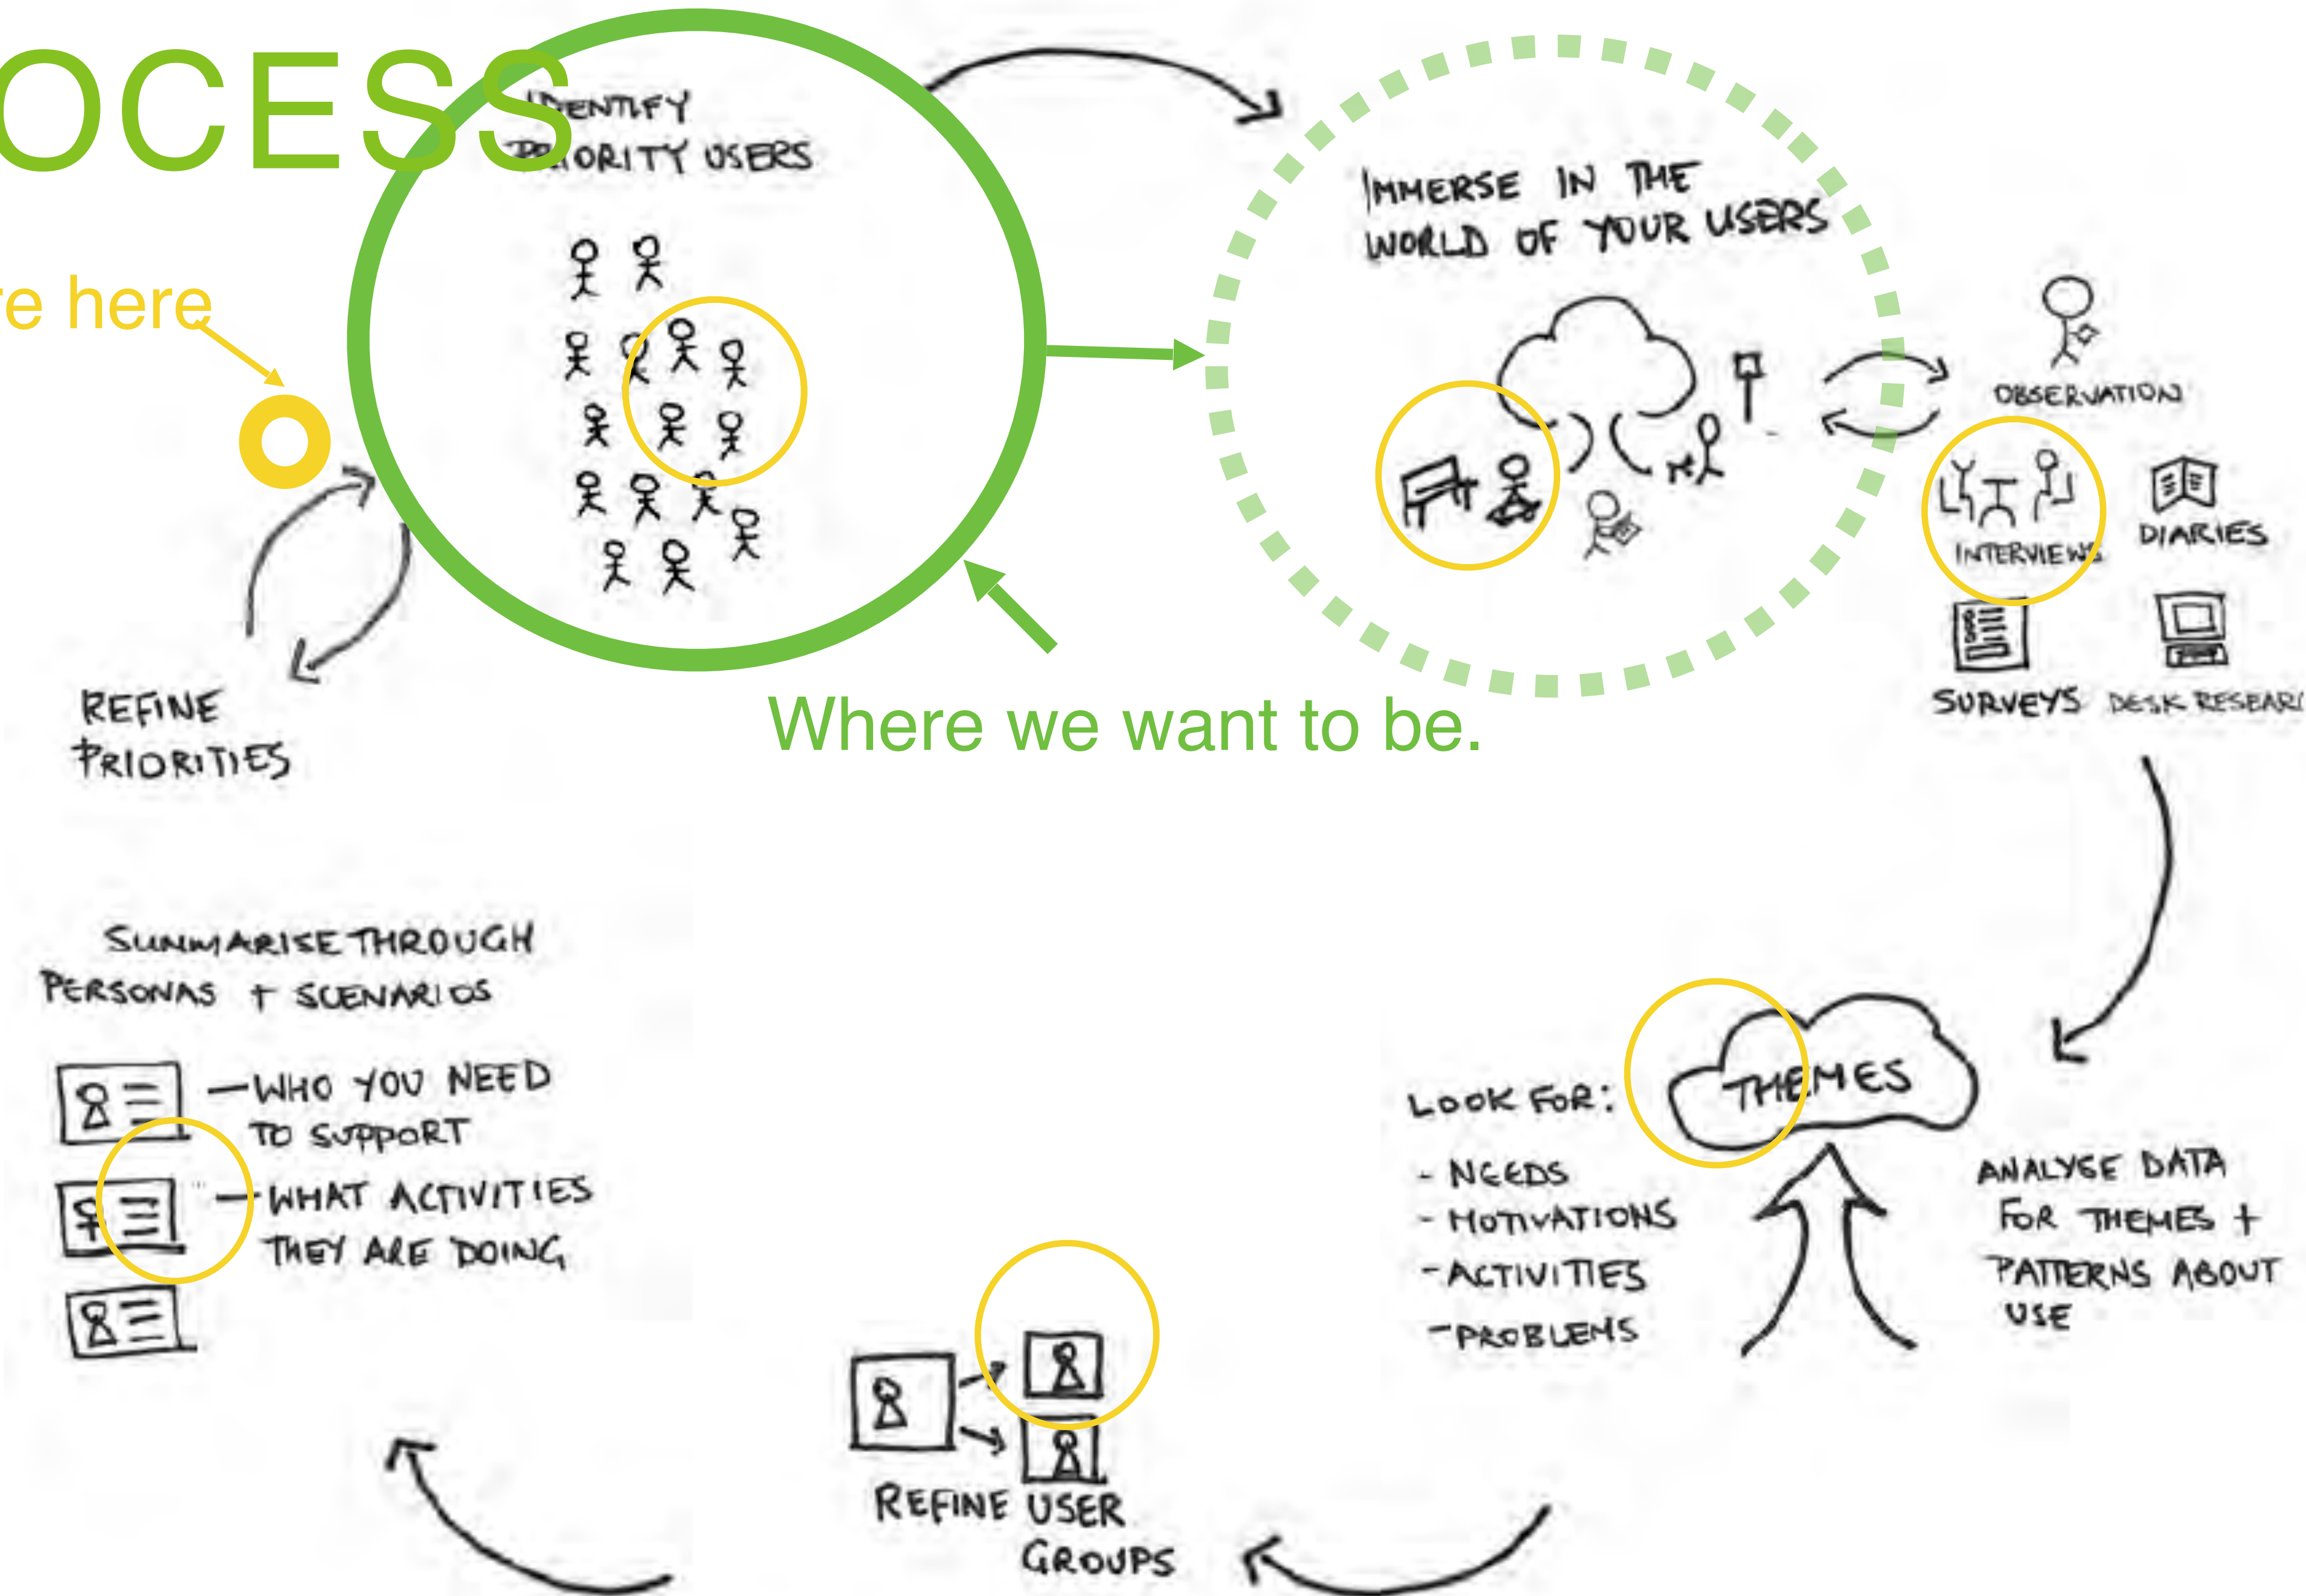 OCESS
IDENTIFY
PRIORITY USERS
re here
IMMERSE IN THE
WORLD OF YOUR USERS
OBSERVATION
INTERVIEWS
DIARIES
SURVEYS
DESK RESEARC
REFINE
PRIORITIES
Where we want to be.
SUMMARISE THROUGH
PERSONAS + SCENARIOS
— WHO YOU NEED
TO SUPPORT
— WHAT ACTIVITIES
THEY ARE DOING
LOOK FOR:
- NEEDS
- MOTIVATIONS
- ACTIVITIES
- PROBLEMS
THEMES
ANALYSE DATA
FOR THEMES +
PATTERNS ABOUT
USE
REFINE USER
GROUPS